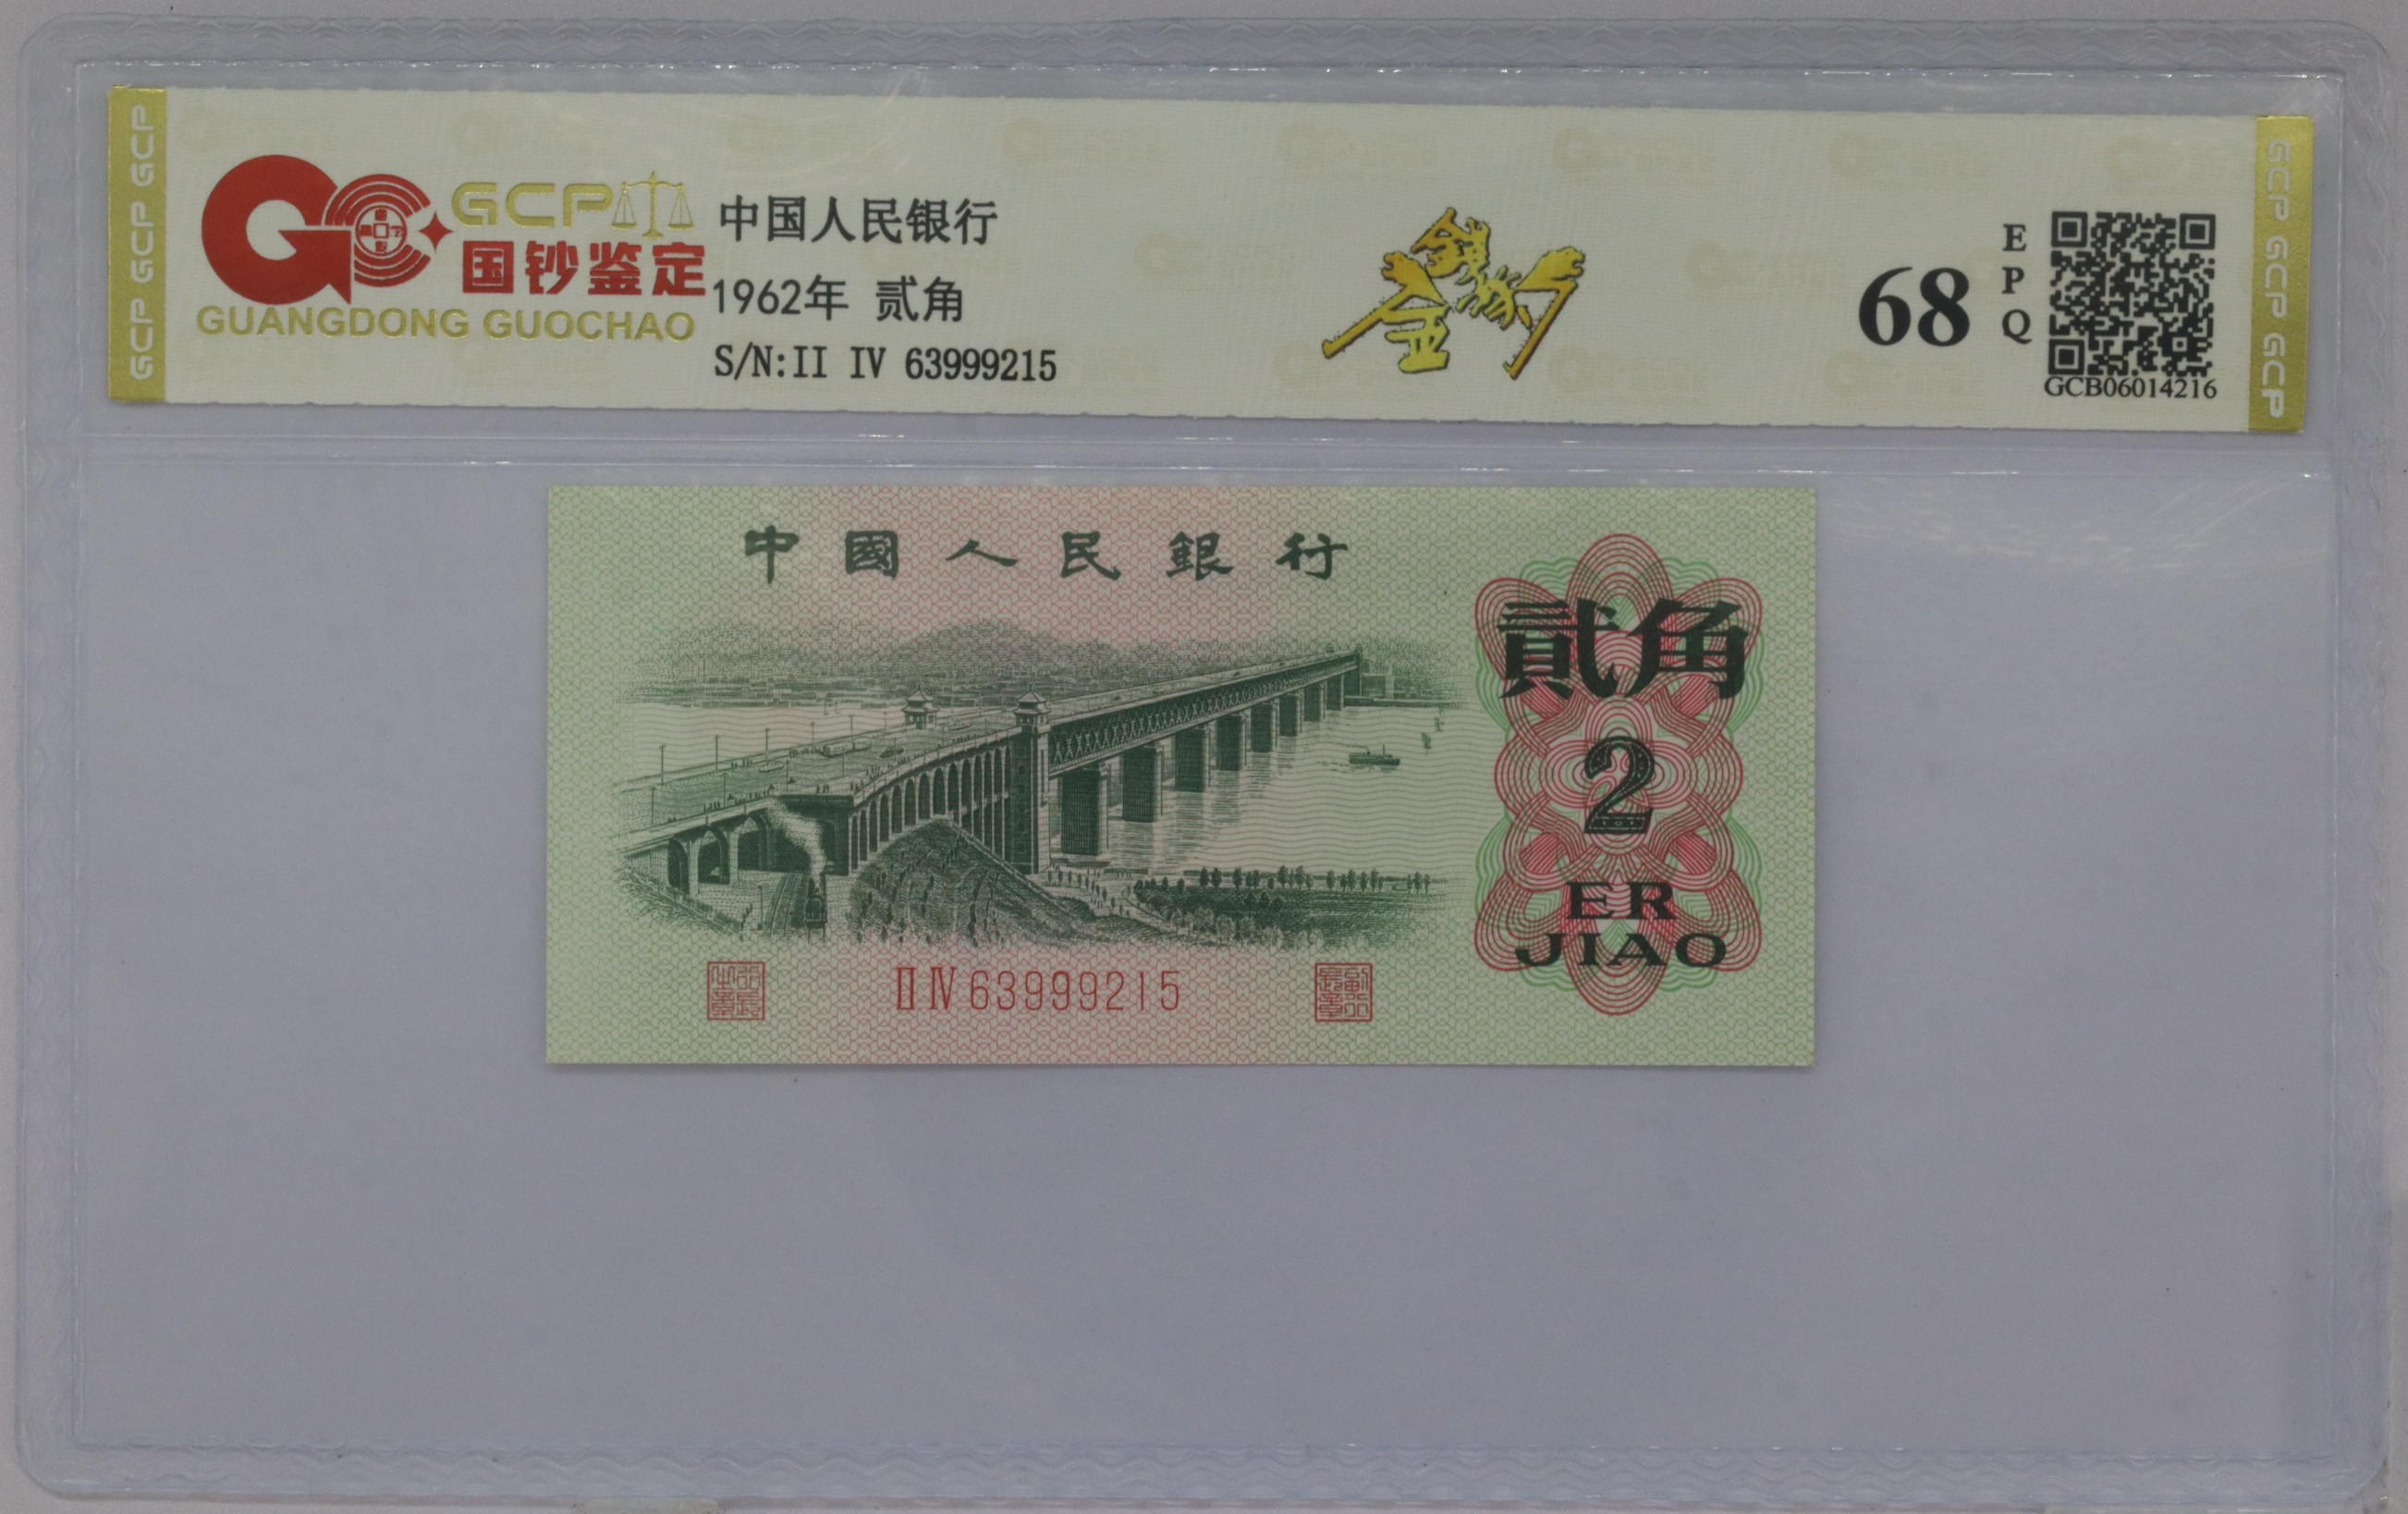 GCP GCP GCP
GCP
国钞鉴定
GUANGDONG GUOCHAO
中国人民银行
1962年 贰角
S/N:II IV 63999215
68
EPQ
GCB06014216
GCP GCP GCP
中國人民銀行
貳角
2
ER
JIAO
II IV 63999215